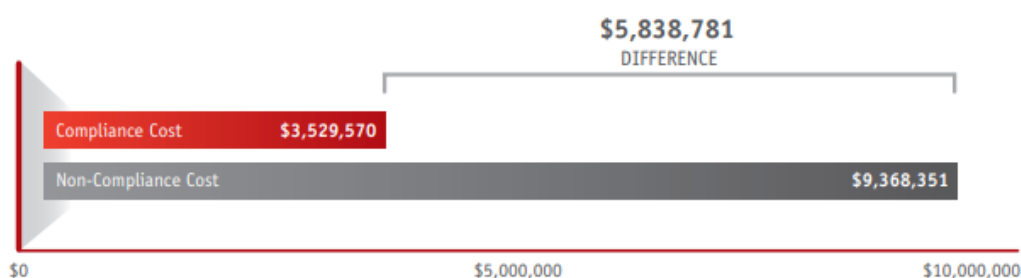 $5,838,781
DIFFERENCE
Compliance Cost $3,529,570
Non-Compliance Cost $9,368,351
$0 $5,000,000 $10,000,000